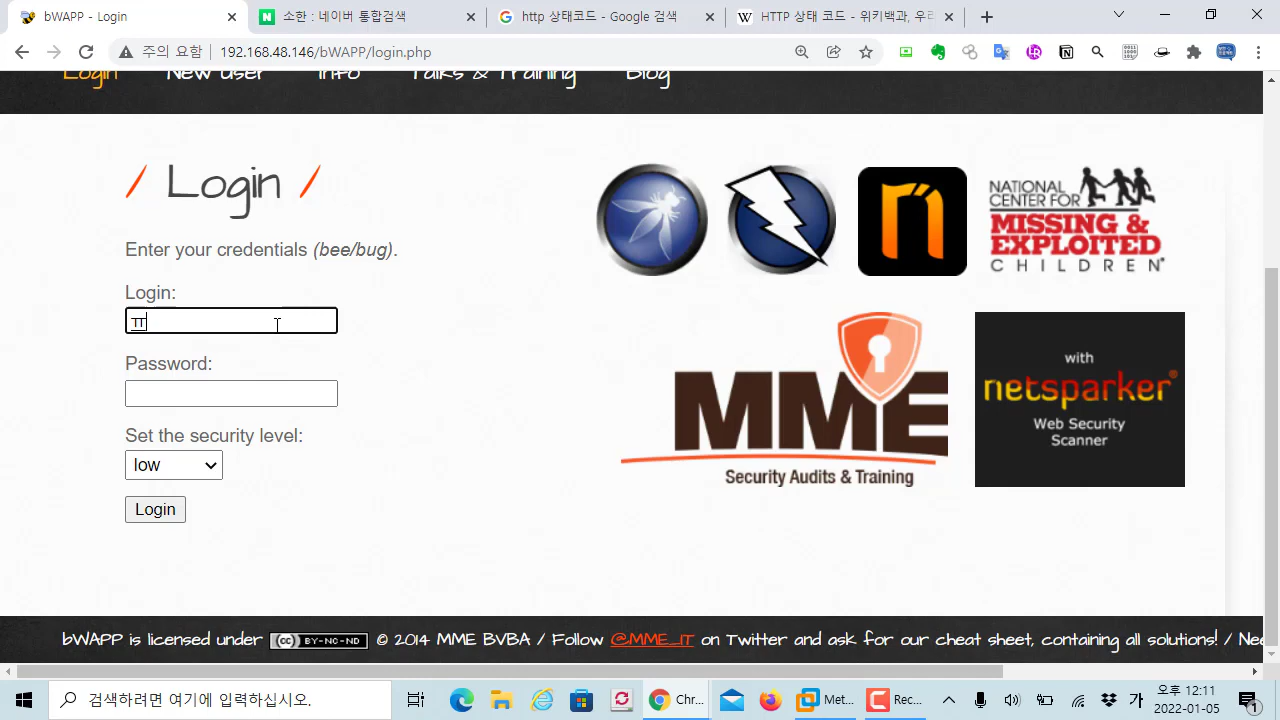 bWAPP - Login
소환 : 네이버 통합검색
http 상태코드 - Google 검색
HTTP 상태 코드 - 위키백과, 우리
주의 요함
192.168.48.146/bWAPP/login.php
Login
New User
Info
Talks & Training
Blog
/ Login /
Enter your credentials (bee/bug).
Login:
ㅠ
Password:
Set the security level:
low
Login
NATIONAL
CENTER FOR
MISSING &
EXPLOITED
CHILDREN
MME
Security Audits & Training
with
netsparker
Web Security
Scanner
bWAPP is licensed under (cc) BY-NC-ND © 2014 MME BVBA / Follow @MME_IT on Twitter and ask for our cheat sheet, containing all solutions! / Nee
검색하려면 여기에 입력하십시오.
Chr...
Met...
Rec...
가
오후 12:11
2022-01-05
1